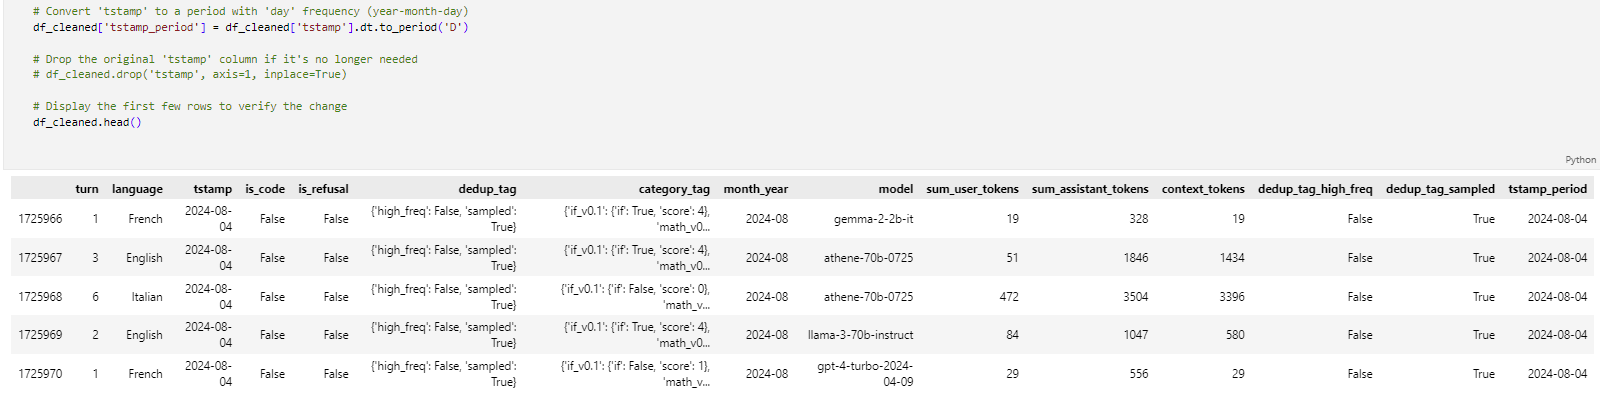 # Convert 'tstamp' to a period with 'day' frequency (year-month-day)
df_cleaned['tstamp_period'] = df_cleaned['tstamp'].dt.to_period('D')
# Drop the original 'tstamp' column if it's no longer needed
# df_cleaned.drop('tstamp', axis=1, inplace=True)
# Display the first few rows to verify the change
df_cleaned.head()
Python
turn language tstamp is_code is_refusal dedup_tag category_tag month_year model sum_user_tokens sum_assistant_tokens context_tokens dedup_tag_high_freq dedup_tag_sampled tstamp_period
1725966 1 French 2024-08-04 False False {'high_freq': False, 'sampled': True} {'if_v0.1': {'if': True, 'score': 4}, 'math_v0... 2024-08 gemma-2-2b-it 19 328 19 False True 2024-08-04
1725967 3 English 2024-08-04 False False {'high_freq': False, 'sampled': True} {'if_v0.1': {'if': True, 'score': 4}, 'math_v0... 2024-08 athene-70b-0725 51 1846 1434 False True 2024-08-04
1725968 6 Italian 2024-08-04 False False {'high_freq': False, 'sampled': True} {'if_v0.1': {'if': False, 'score': 0}, 'math_v... 2024-08 athene-70b-0725 472 3504 3396 False True 2024-08-04
1725969 2 English 2024-08-04 False False {'high_freq': False, 'sampled': True} {'if_v0.1': {'if': True, 'score': 4}, 'math_v0... 2024-08 llama-3-70b-instruct 84 1047 580 False True 2024-08-04
1725970 1 French 2024-08-04 False False {'high_freq': False, 'sampled': True} {'if_v0.1': {'if': False, 'score': 1}, 'math_v... 2024-08 gpt-4-turbo-2024-04-09 29 556 29 False True 2024-08-04